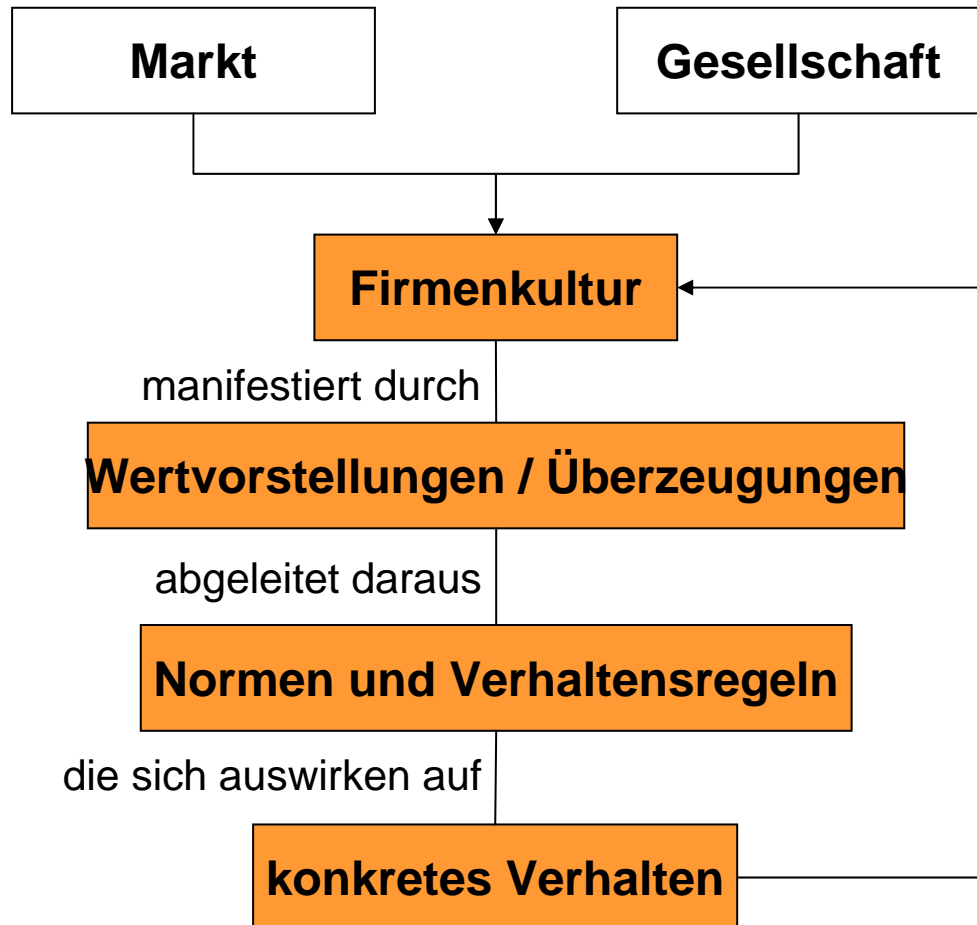 Markt
Gesellschaft
Firmenkultur
manifestiert durch
Wertvorstellungen / Überzeugungen
abgeleitet daraus
Normen und Verhaltensregeln
die sich auswirken auf
konkretes Verhalten